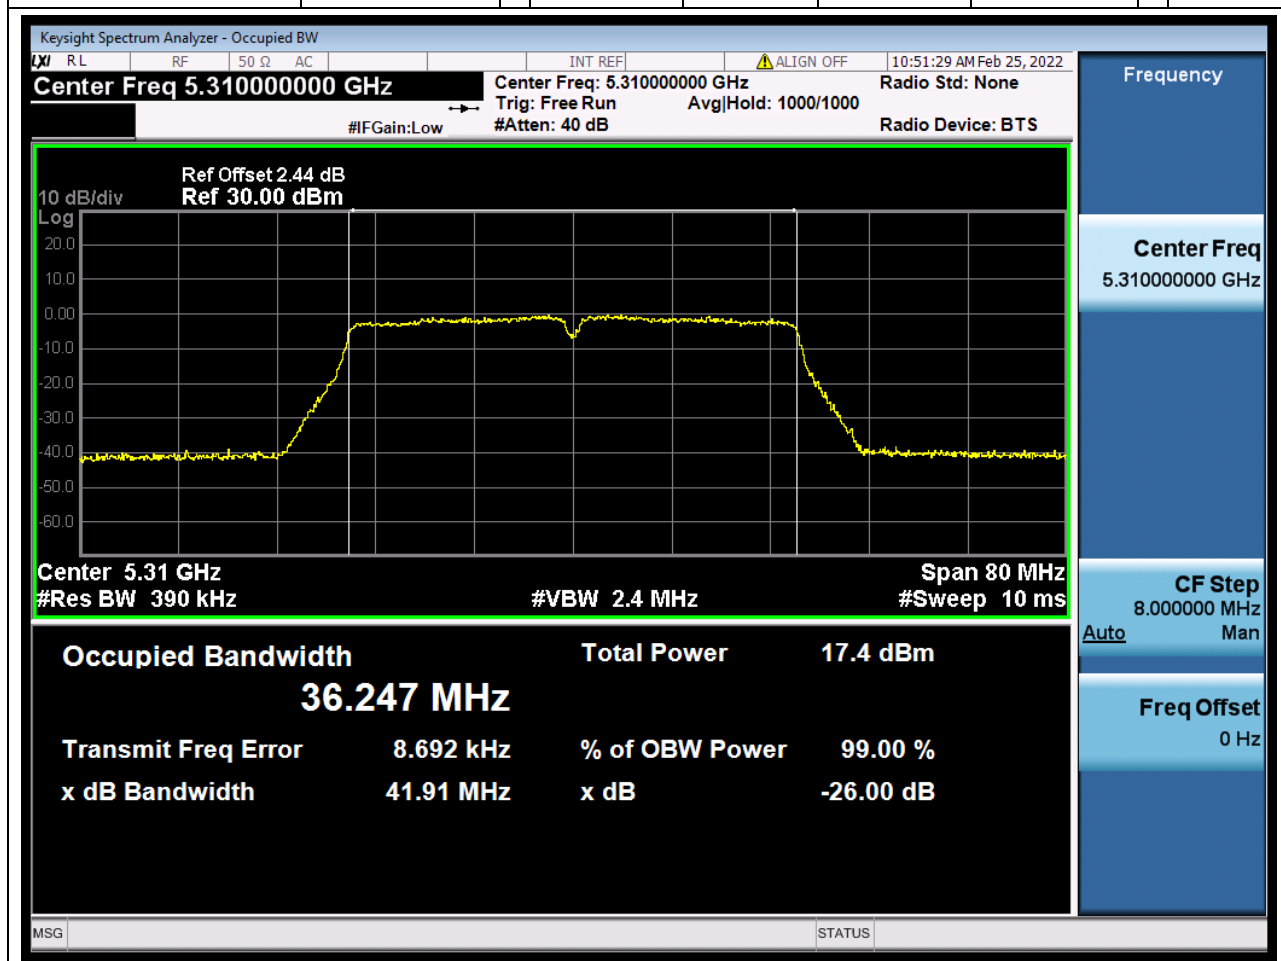 Keysight Spectrum Analyzer - Occupied BW
LXI RL RF 50 Ω AC INT REF ALIGN OFF 10:51:29 AM Feb 25, 2022
Center Freq 5.310000000 GHz
Center Freq: 5.310000000 GHz Radio Std: None
Trig: Free Run Avg|Hold: 1000/1000
#IFGain:Low #Atten: 40 dB Radio Device: BTS
Ref Offset 2.44 dB
10 dB/div Ref 30.00 dBm
Log
20.0
10.0
0.00
-10.0
-20.0
-30.0
-40.0
-50.0
-60.0
Center 5.31 GHz Span 80 MHz
#Res BW 390 kHz #VBW 2.4 MHz #Sweep 10 ms
Occupied Bandwidth Total Power 17.4 dBm
36.247 MHz
Transmit Freq Error 8.692 kHz % of OBW Power 99.00 %
x dB Bandwidth 41.91 MHz x dB -26.00 dB
MSG STATUS
Frequency
Center Freq
5.310000000 GHz
CF Step
8.000000 MHz
Auto Man
Freq Offset
0 Hz